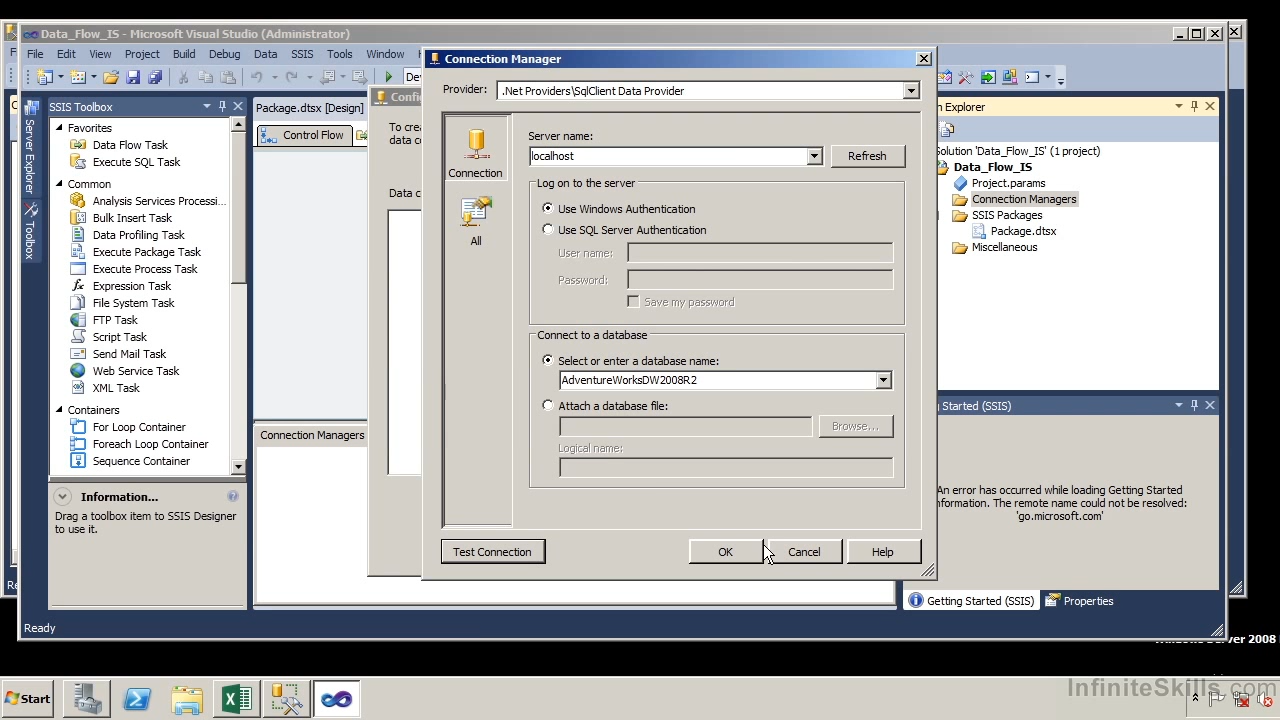 Data_Flow_IS - Microsoft Visual Studio (Administrator)
File Edit View Project Build Debug Data SSIS Tools Window
SSIS Toolbox
Favorites
Data Flow Task
Execute SQL Task
Common
Analysis Services Processi...
Bulk Insert Task
Data Profiling Task
Execute Package Task
Execute Process Task
Expression Task
File System Task
FTP Task
Script Task
Send Mail Task
Web Service Task
XML Task
Containers
For Loop Container
Foreach Loop Container
Sequence Container
Information...
Drag a toolbox item to SSIS Designer
to use it.
Server Explorer
Toolbox
Package.dtsx [Design]
Control Flow
Connection Managers
To crea
data co
Data c
Connection Manager
Provider: .Net Providers\SqlClient Data Provider
Connection
All
Server name:
localhost
Refresh
Log on to the server
Use Windows Authentication
Use SQL Server Authentication
User name:
Password:
Save my password
Connect to a database
Select or enter a database name:
AdventureWorksDW2008R2
Attach a database file:
Browse...
Logical name:
Test Connection
OK
Cancel
Help
n Explorer
Solution 'Data_Flow_IS' (1 project)
Data_Flow_IS
Project.params
Connection Managers
SSIS Packages
Package.dtsx
Miscellaneous
g Started (SSIS)
An error has occurred while loading Getting Started
information. The remote name could not be resolved:
'go.microsoft.com'
Getting Started (SSIS) Properties
Ready
Server 2008
Start
InfiniteSkills.com